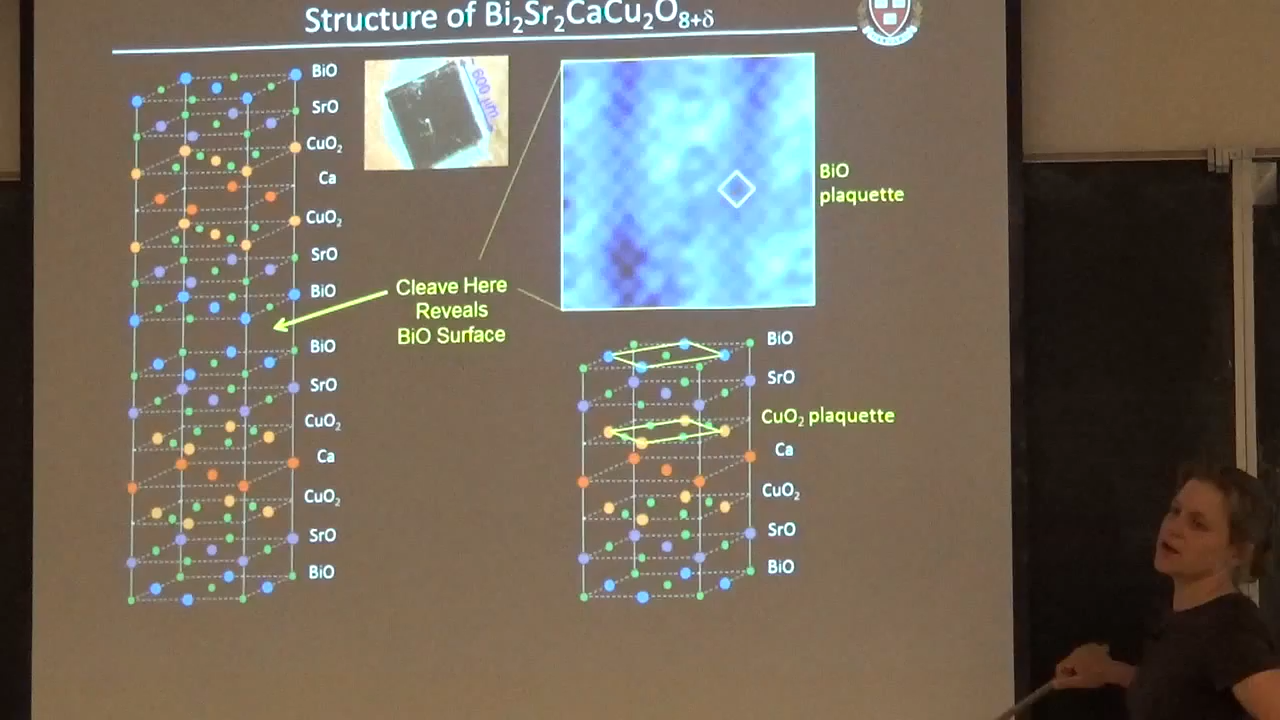 Structure of Bi₂Sr₂CaCu₂O₈₊δ
BiO
SrO
CuO₂
Ca
CuO₂
SrO
BiO
BiO
SrO
CuO₂
Ca
CuO₂
SrO
BiO
~ 600 μm
Cleave Here
Reveals
BiO Surface
BiO
plaquette
BiO
SrO
CuO₂ plaquette
Ca
CuO₂
SrO
BiO